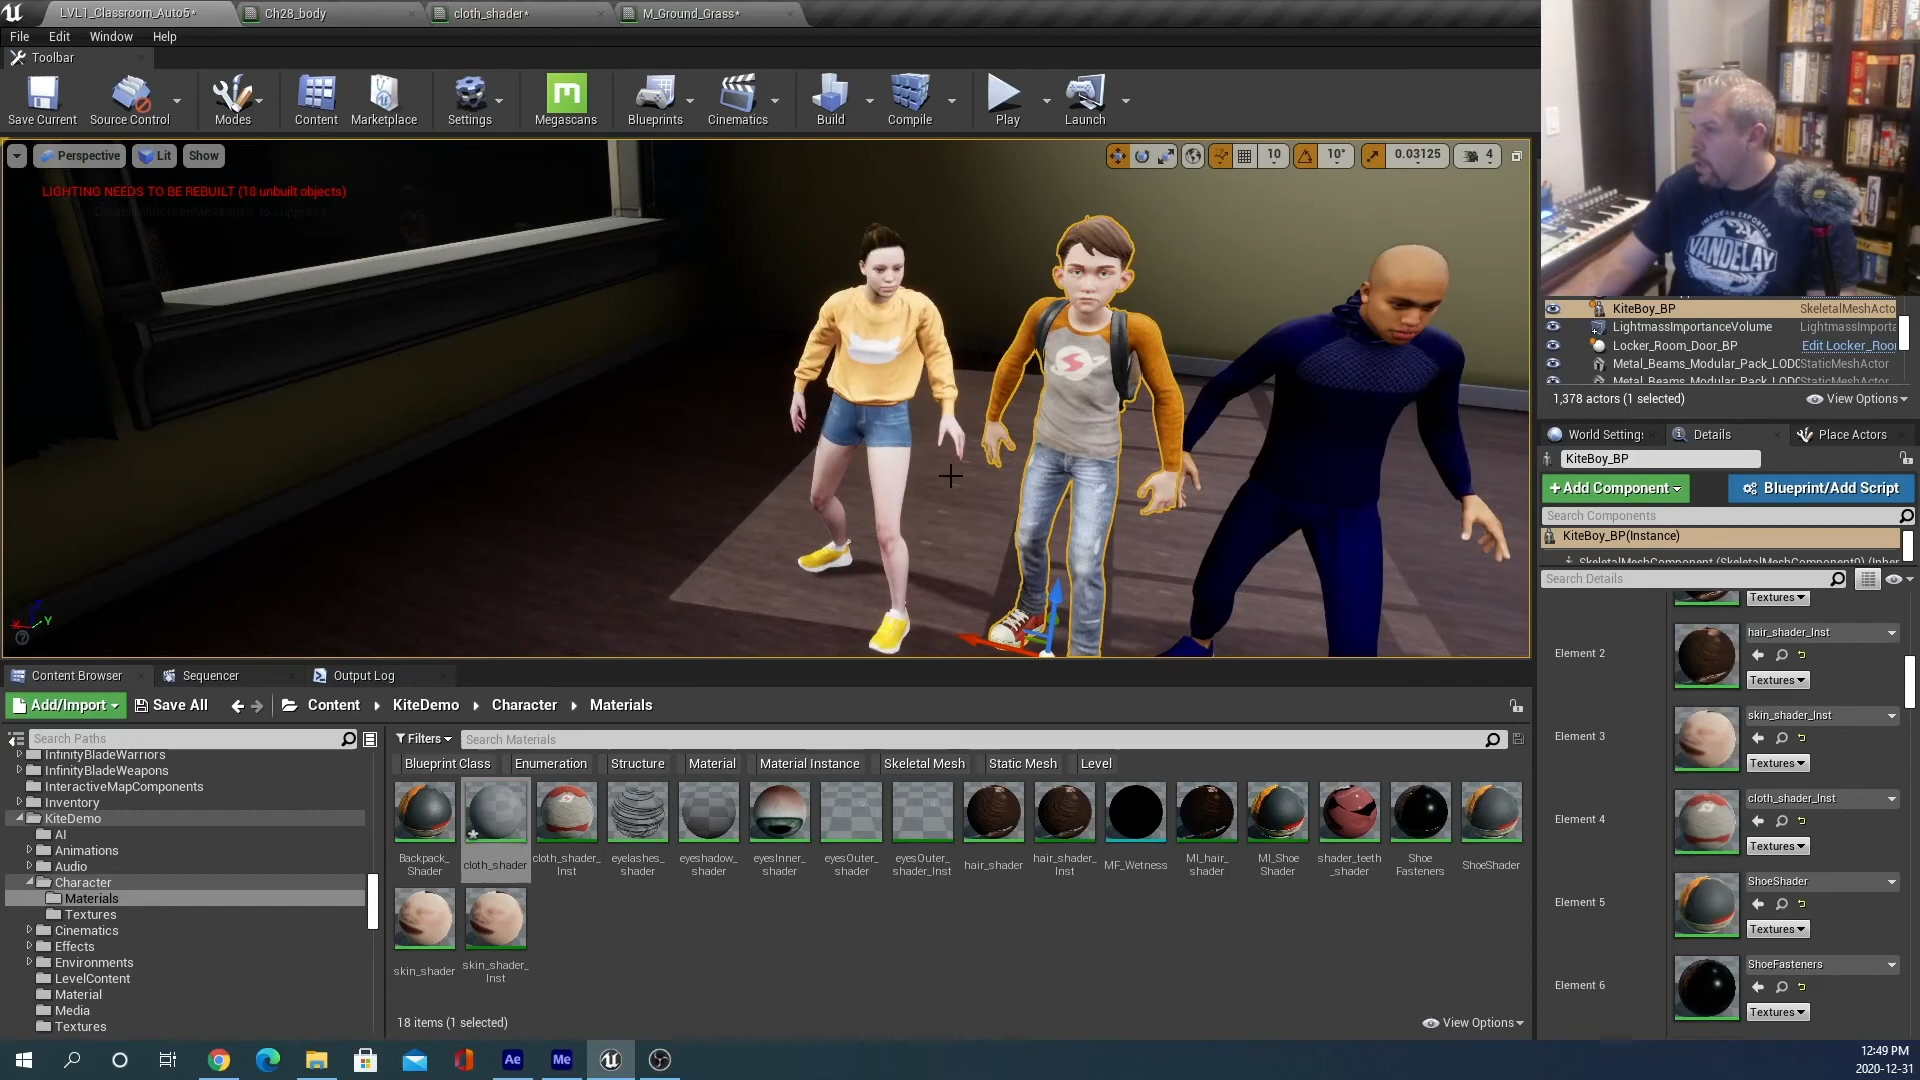 LVL1_Classroom_Auto5*
Ch28_body
cloth_shader*
M_Ground_Grass*
File
Edit
Window
Help
Toolbar
Save Current
Source Control
Modes
Content
Marketplace
Settings
Megascans
Blueprints
Cinematics
Build
Compile
Play
Launch
Perspective
Lit
Show
10
10°
0.03125
4
LIGHTING NEEDS TO BE REBUILT (18 unbuilt objects)
VANDELAY
KiteBoy_BP
SkeletalMeshActo
LightmassImportanceVolume
LightmassImporta
Locker_Room_Door_BP
Edit Locker_Roo
Metal_Beams_Modular_Pack_LOD
StaticMeshActor
Metal_Beams_Modular_Pack_LOD
StaticMeshActor
1,378 actors (1 selected)
View Options
World Settings
Details
Place Actors
KiteBoy_BP
+Add Component
Blueprint/Add Script
Search Components
KiteBoy_BP(Instance)
SkeletalMeshComponent (SkeletalMeshComponent0) (Inher
Search Details
Textures
Element 2
hair_shader_Inst
Textures
Element 3
skin_shader_Inst
Textures
Element 4
cloth_shader_Inst
Textures
Element 5
ShoeShader
Textures
Element 6
ShoeFasteners
Textures
Content Browser
Sequencer
Output Log
Add/Import
Save All
Content
KiteDemo
Character
Materials
Search Paths
Filters
Search Materials
Blueprint Class
Enumeration
Structure
Material
Material Instance
Skeletal Mesh
Static Mesh
Level
InfinityBladeWarriors
InfinityBladeWeapons
InteractiveMapComponents
Inventory
KiteDemo
AI
Animations
Audio
Character
Materials
Textures
Cinematics
Effects
Environments
LevelContent
Material
Media
Textures
Backpack_
Shader
cloth_shader
cloth_shader_
Inst
eyelashes_
shader
eyeshadow_
shader
eyesInner_
shader
eyesOuter_
shader
eyesOuter_
shader_Inst
hair_shader
hair_shader_
Inst
MF_Wetness
MI_hair_
shader
MI_Shoe
Shader
shader_teeth
_shader
Shoe
Fasteners
ShoeShader
skin_shader
skin_shader_
Inst
18 items (1 selected)
View Options
Ae
Me
12:49 PM
2020-12-31